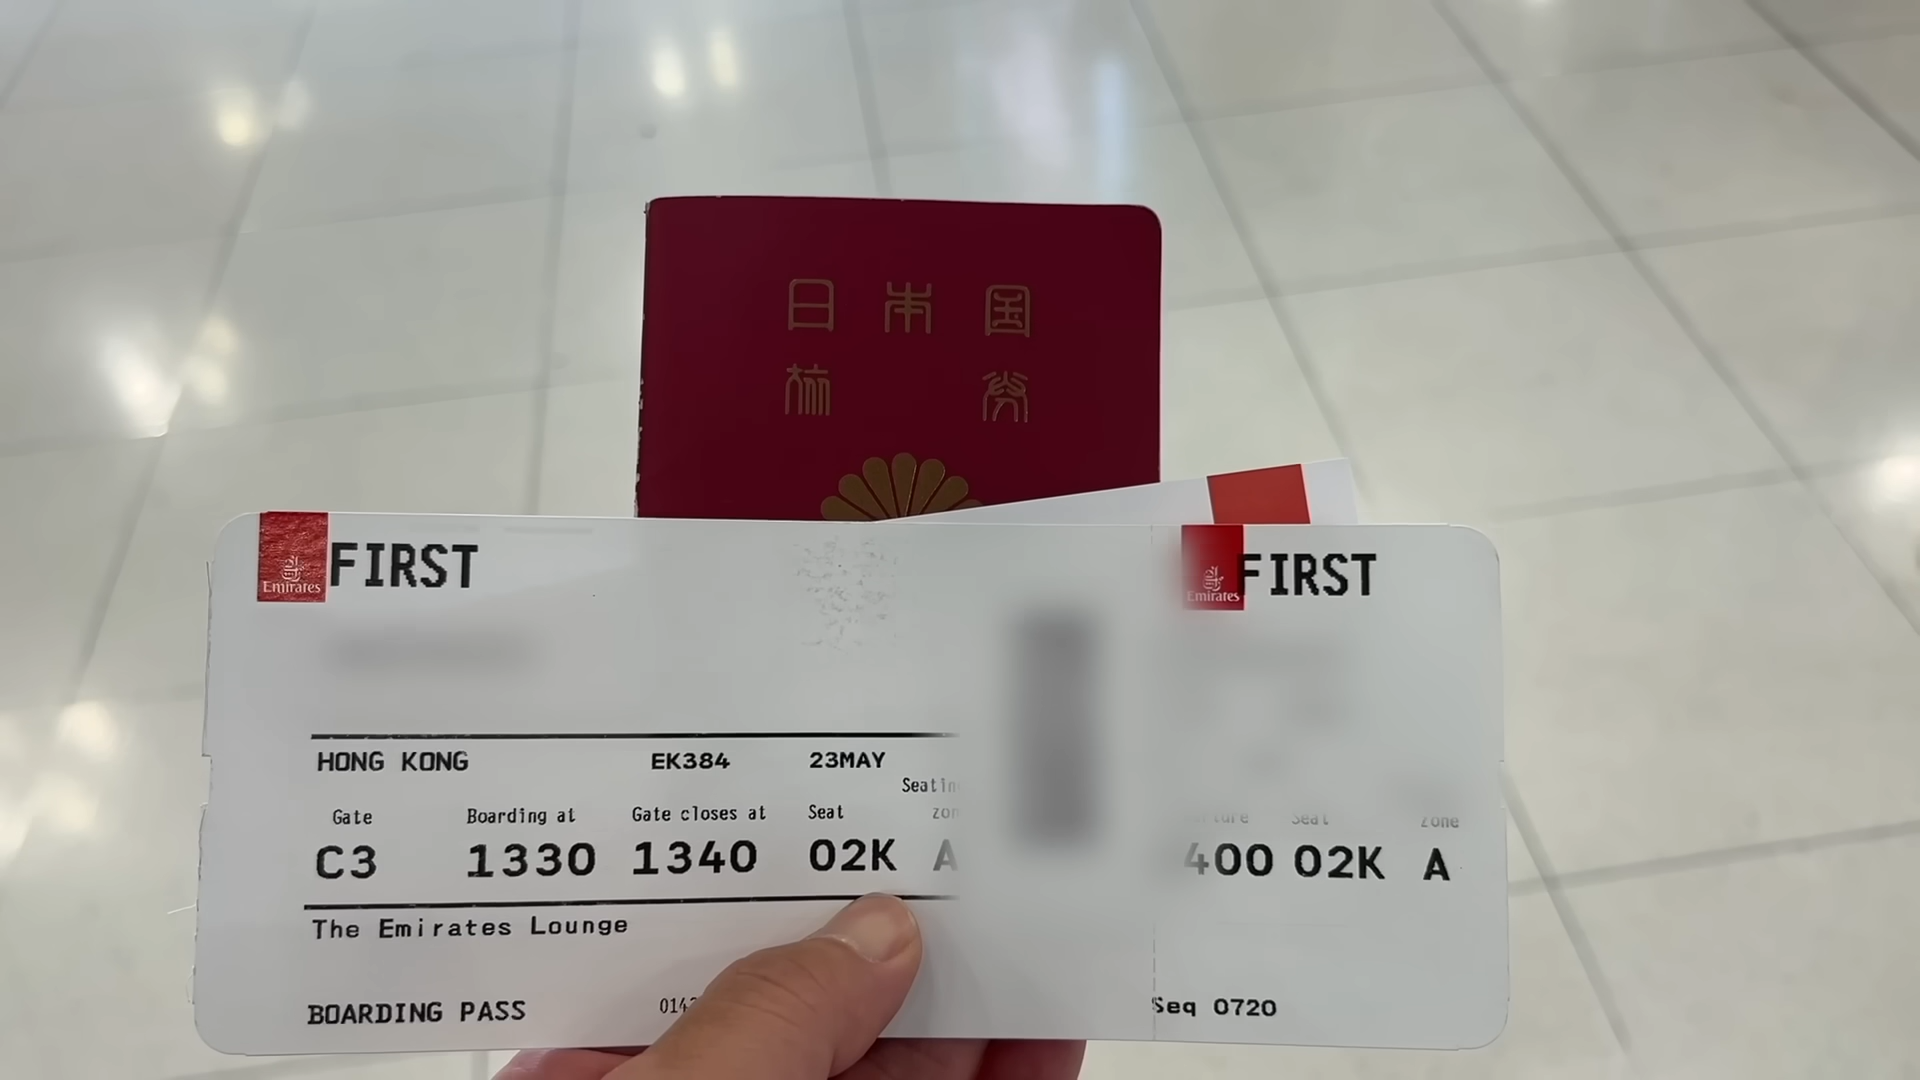 日本国
旅券
Emirates
FIRST
Emirates
FIRST
HONG KONG EK384 23MAY
Gate Boarding at Gate closes at Seat
C3 1330 1340 02K A
Seat zone
400 02K A
The Emirates Lounge
BOARDING PASS
Seq 0720